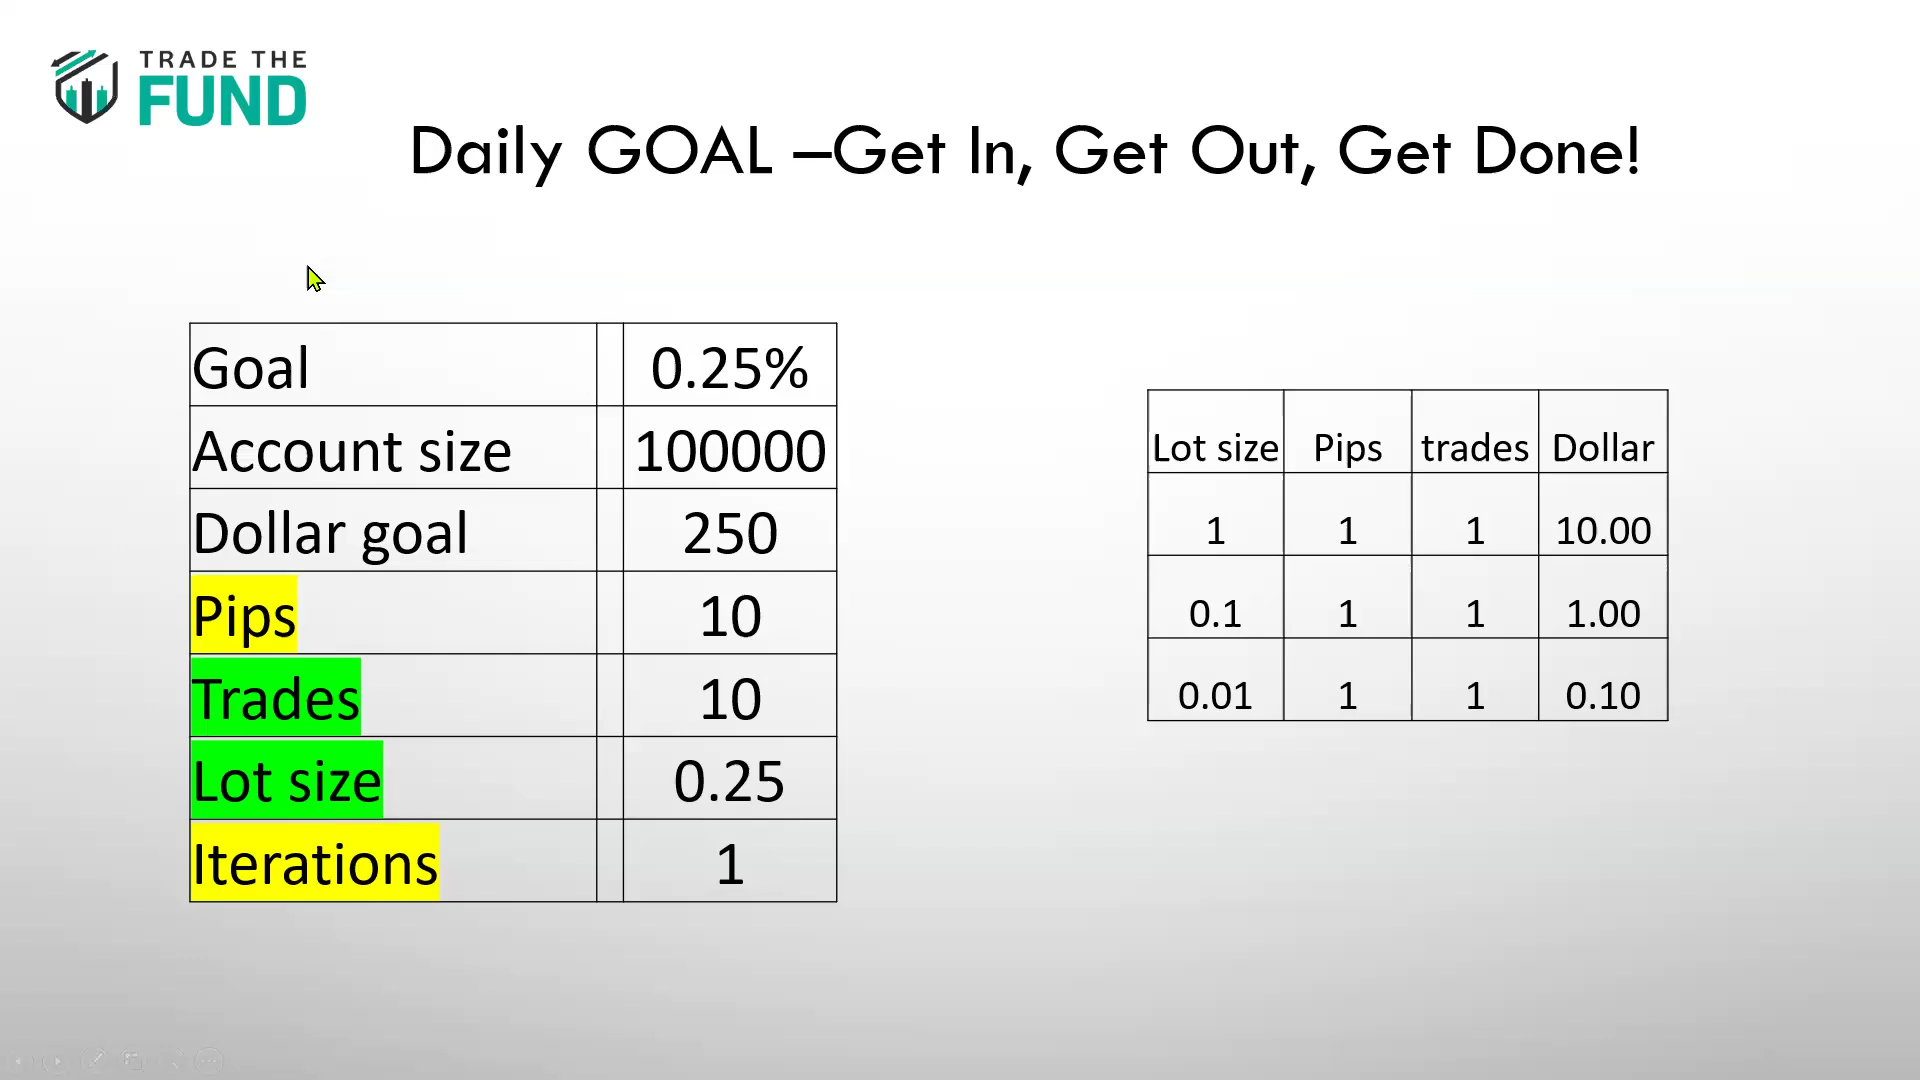 TRADE THE
FUND
Daily GOAL –Get In, Get Out, Get Done!
Goal 0.25%
Account size 100000
Dollar goal 250
Pips 10
Trades 10
Lot size 0.25
Iterations 1
Lot size Pips trades Dollar
1 1 1 10.00
0.1 1 1 1.00
0.01 1 1 0.10